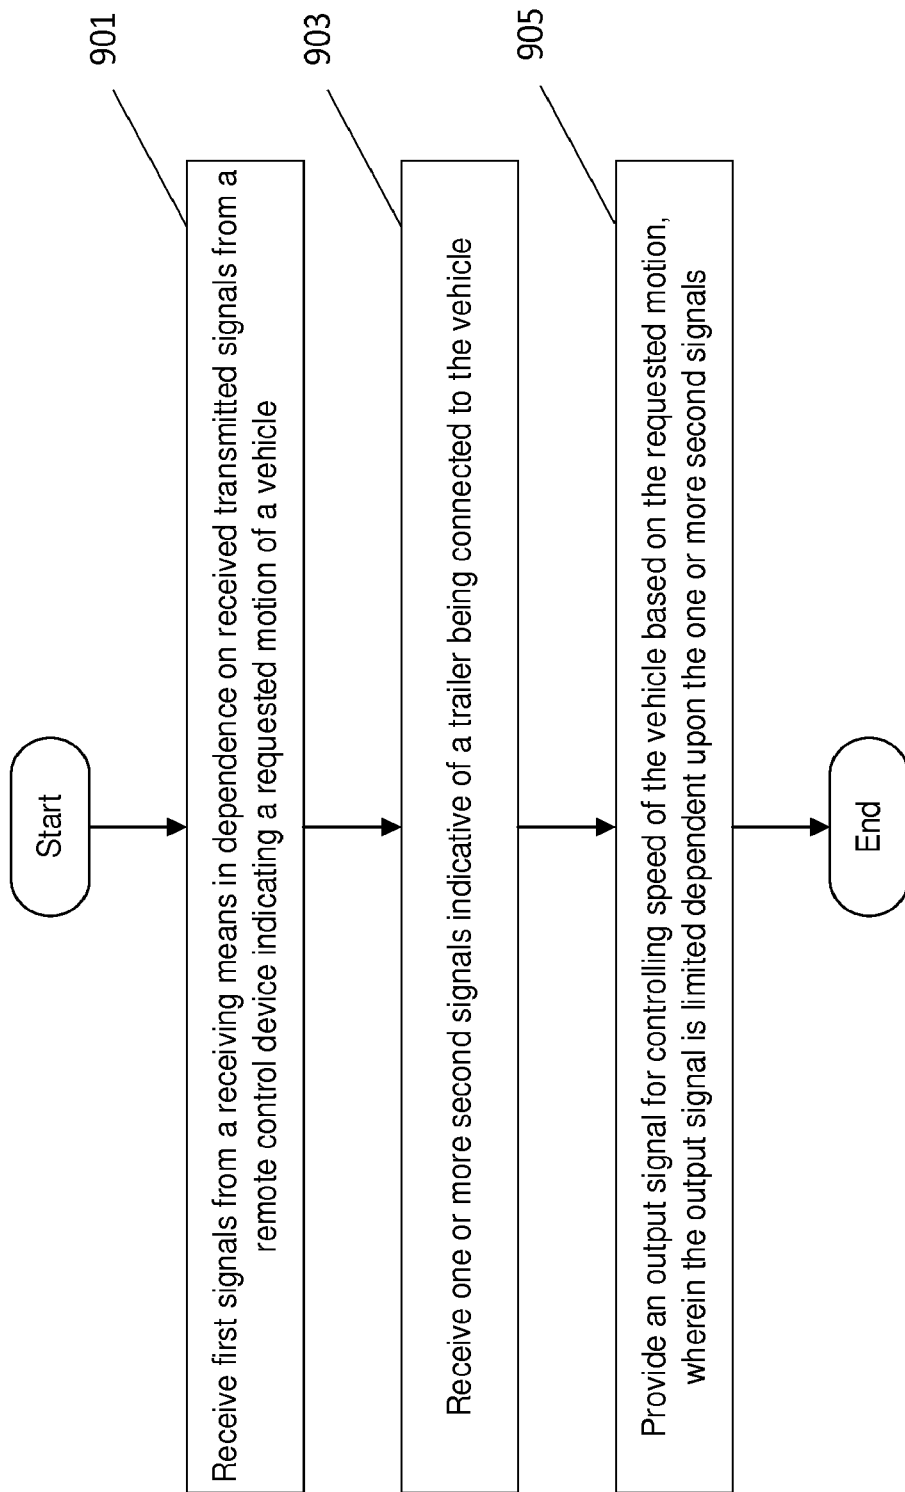 Start
901
Receive first signals from a receiving means in dependence on received transmitted signals from a
remote control device indicating a requested motion of a vehicle
903
Receive one or more second signals indicative of a trailer being connected to the vehicle
905
Provide an output signal for controlling speed of the vehicle based on the requested motion,
wherein the output signal is limited dependent upon the one or more second signals
End